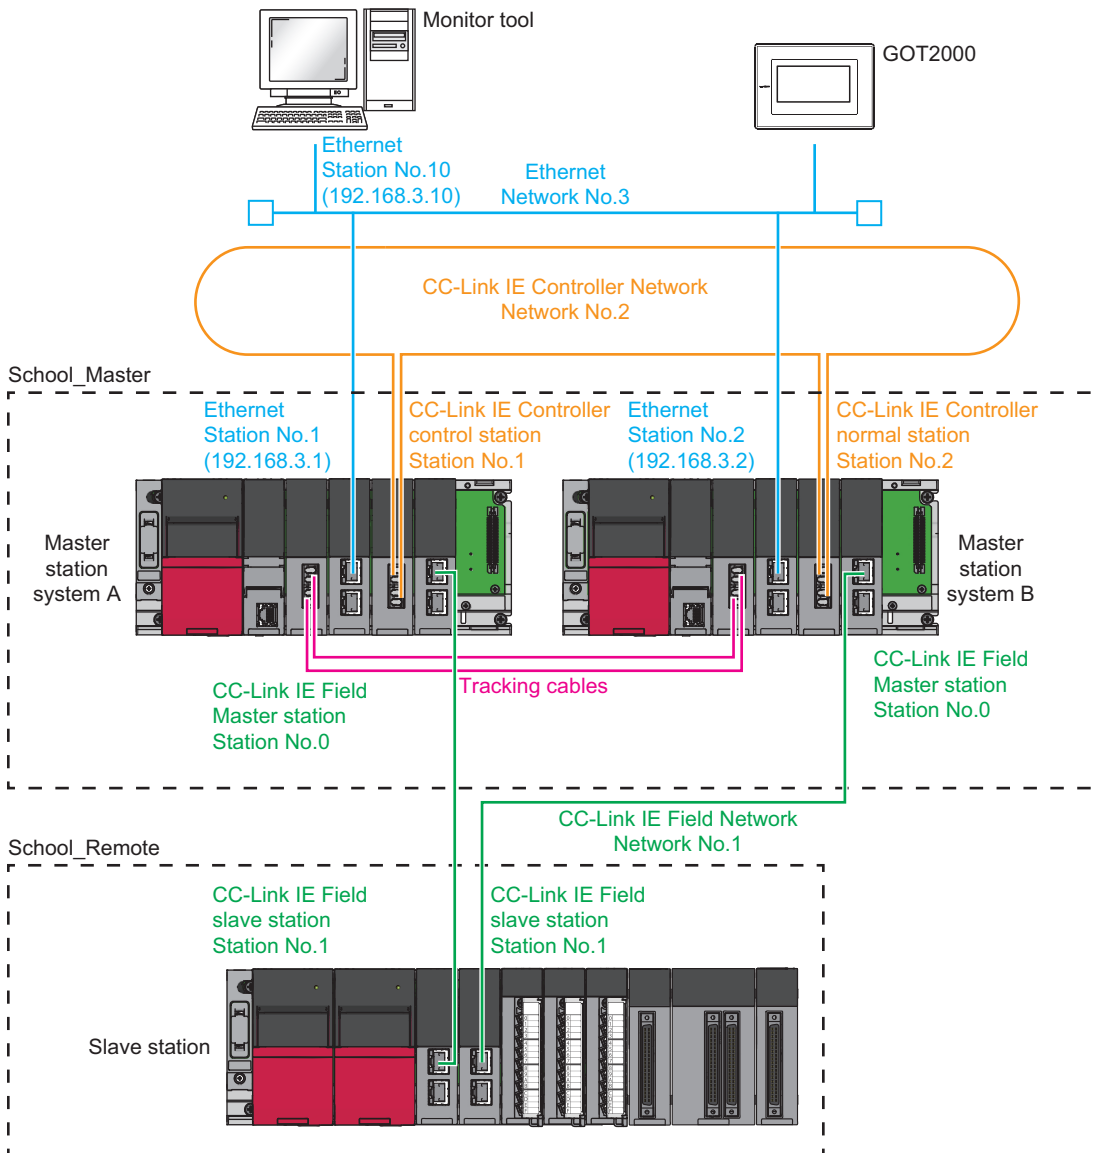 Monitor tool
GOT2000
Ethernet
Station No.10
(192.168.3.10)
Ethernet
Network No.3
CC-Link IE Controller Network
Network No.2
School_Master
Ethernet
Station No.1
(192.168.3.1)
CC-Link IE Controller
control station
Station No.1
Ethernet
Station No.2
(192.168.3.2)
CC-Link IE Controller
normal station
Station No.2
Master
station
system A
Master
station
system B
Tracking cables
CC-Link IE Field
Master station
Station No.0
CC-Link IE Field
Master station
Station No.0
CC-Link IE Field Network
Network No.1
School_Remote
CC-Link IE Field
slave station
Station No.1
CC-Link IE Field
slave station
Station No.1
Slave station